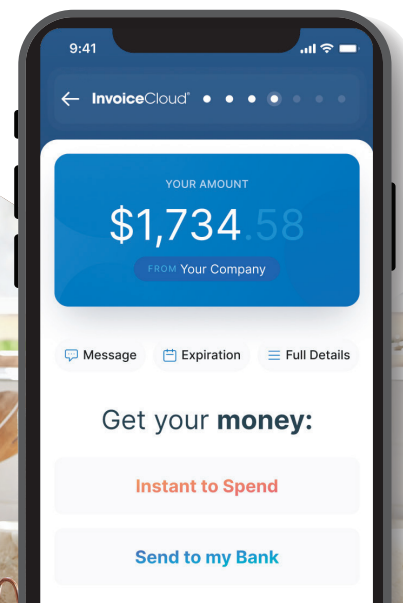 9:41
InvoiceCloud®
YOUR AMOUNT
$1,734.58
FROM Your Company
Message Expiration Full Details
Get your money:
Instant to Spend
Send to my Bank